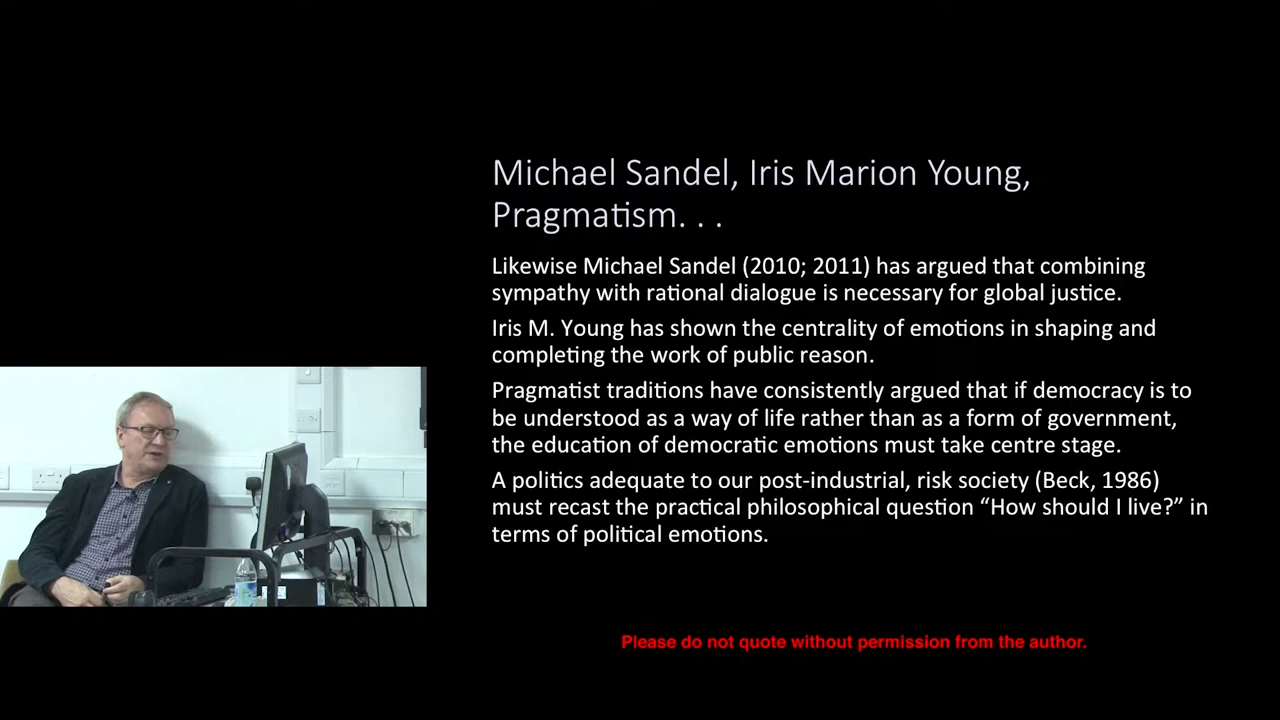 Michael Sandel, Iris Marion Young,
Pragmatism. . .
Likewise Michael Sandel (2010; 2011) has argued that combining
sympathy with rational dialogue is necessary for global justice.
Iris M. Young has shown the centrality of emotions in shaping and
completing the work of public reason.
Pragmatist traditions have consistently argued that if democracy is to
be understood as a way of life rather than as a form of government,
the education of democratic emotions must take centre stage.
A politics adequate to our post-industrial, risk society (Beck, 1986)
must recast the practical philosophical question “How should I live?” in
terms of political emotions.
Please do not quote without permission from the author.